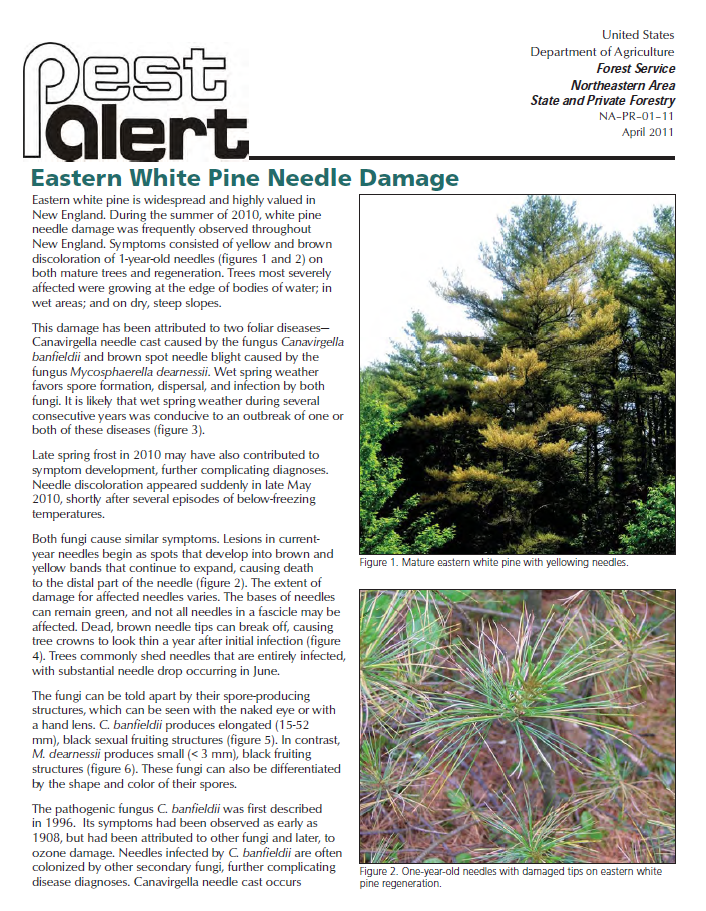 Pest
alert
United States
Department of Agriculture
Forest Service
Northeastern Area
State and Private Forestry
NA–PR–01–11
April 2011
Eastern White Pine Needle Damage
Eastern white pine is widespread and highly valued in
New England. During the summer of 2010, white pine
needle damage was frequently observed throughout
New England. Symptoms consisted of yellow and brown
discoloration of 1-year-old needles (figures 1 and 2) on
both mature trees and regeneration. Trees most severely
affected were growing at the edge of bodies of water; in
wet areas; and on dry, steep slopes.
This damage has been attributed to two foliar diseases—
Canavirgella needle cast caused by the fungus Canavirgella
banfieldii and brown spot needle blight caused by the
fungus Mycosphaerella dearnessii. Wet spring weather
favors spore formation, dispersal, and infection by both
fungi. It is likely that wet spring weather during several
consecutive years was conducive to an outbreak of one or
both of these diseases (figure 3).
Late spring frost in 2010 may have also contributed to
symptom development, further complicating diagnoses.
Needle discoloration appeared suddenly in late May
2010, shortly after several episodes of below-freezing
temperatures.
Both fungi cause similar symptoms. Lesions in current-
year needles begin as spots that develop into brown and
yellow bands that continue to expand, causing death
to the distal part of the needle (figure 2). The extent of
damage for affected needles varies. The bases of needles
can remain green, and not all needles in a fascicle may be
affected. Dead, brown needle tips can break off, causing
tree crowns to look thin a year after initial infection (figure
4). Trees commonly shed needles that are entirely infected,
with substantial needle drop occurring in June.
The fungi can be told apart by their spore-producing
structures, which can be seen with the naked eye or with
a hand lens. C. banfieldii produces elongated (15-52
mm), black sexual fruiting structures (figure 5). In contrast,
M. dearnessii produces small (< 3 mm), black fruiting
structures (figure 6). These fungi can also be differentiated
by the shape and color of their spores.
The pathogenic fungus C. banfieldii was first described
in 1996.  Its symptoms had been observed as early as
1908, but had been attributed to other fungi and later, to
ozone damage. Needles infected by C. banfieldii are often
colonized by other secondary fungi, further complicating
disease diagnoses. Canavirgella needle cast occurs
Figure 1. Mature eastern white pine with yellowing needles.
Figure 2. One-year-old needles with damaged tips on eastern white
pine regeneration.